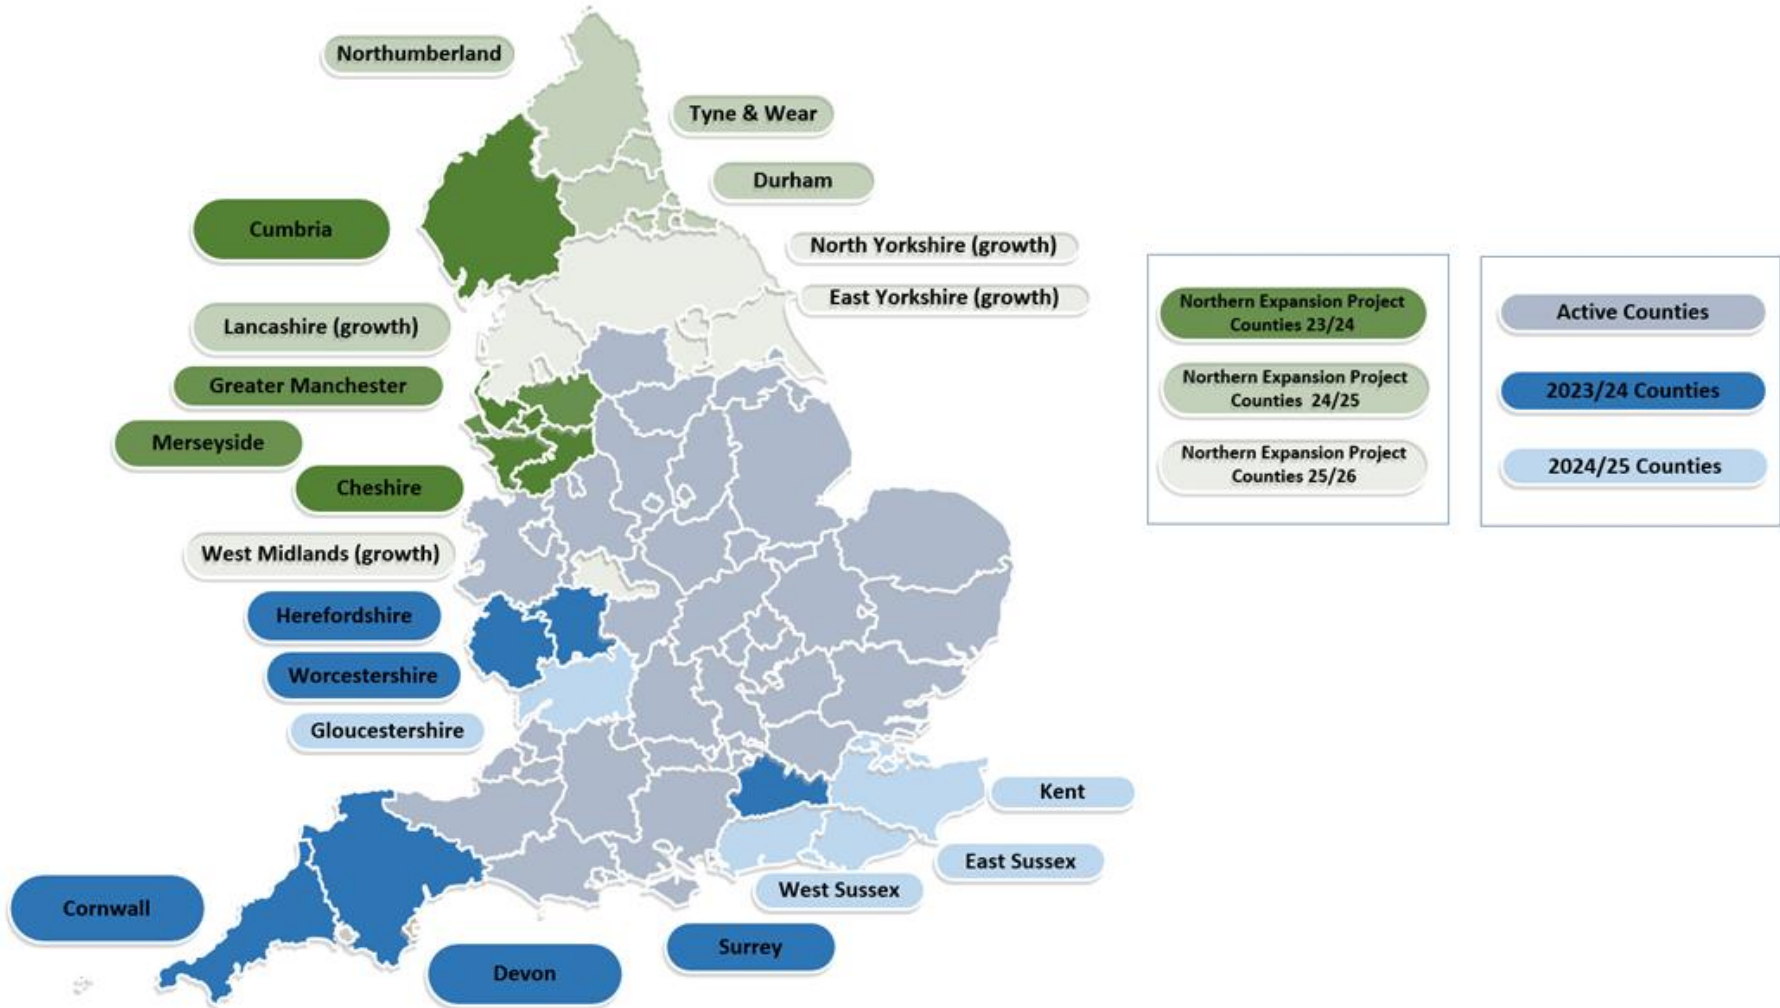 Northumberland
Tyne & Wear
Durham
Cumbria
North Yorkshire (growth)
East Yorkshire (growth)
Lancashire (growth)
Greater Manchester
Merseyside
Cheshire
West Midlands (growth)
Herefordshire
Worcestershire
Gloucestershire
Kent
East Sussex
West Sussex
Cornwall
Surrey
Devon
Northern Expansion Project
Counties 23/24
Northern Expansion Project
Counties 24/25
Northern Expansion Project
Counties 25/26
Active Counties
2023/24 Counties
2024/25 Counties